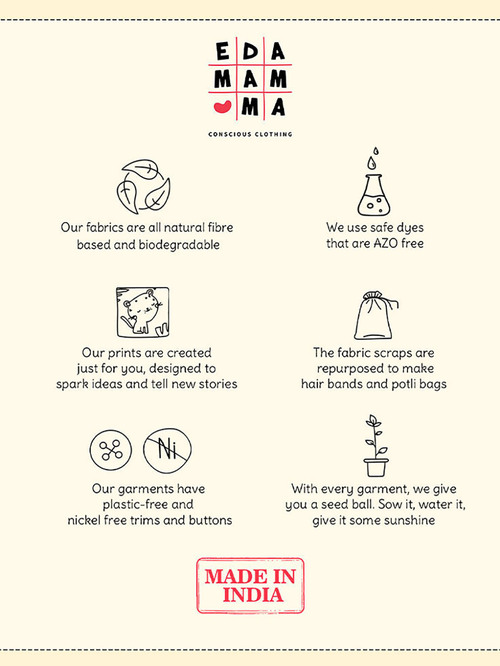 EDA
MAM
MA
CONSCIOUS CLOTHING
Our fabrics are all natural fibre
based and biodegradable
We use safe dyes
that are AZO free
Our prints are created
just for you, designed to
spark ideas and tell new stories
The fabric scraps are
repurposed to make
hair bands and potli bags
Ni
Our garments have
plastic-free and
nickel free trims and buttons
With every garment, we give
you a seed ball. Sow it, water it,
give it some sunshine
MADE IN
INDIA